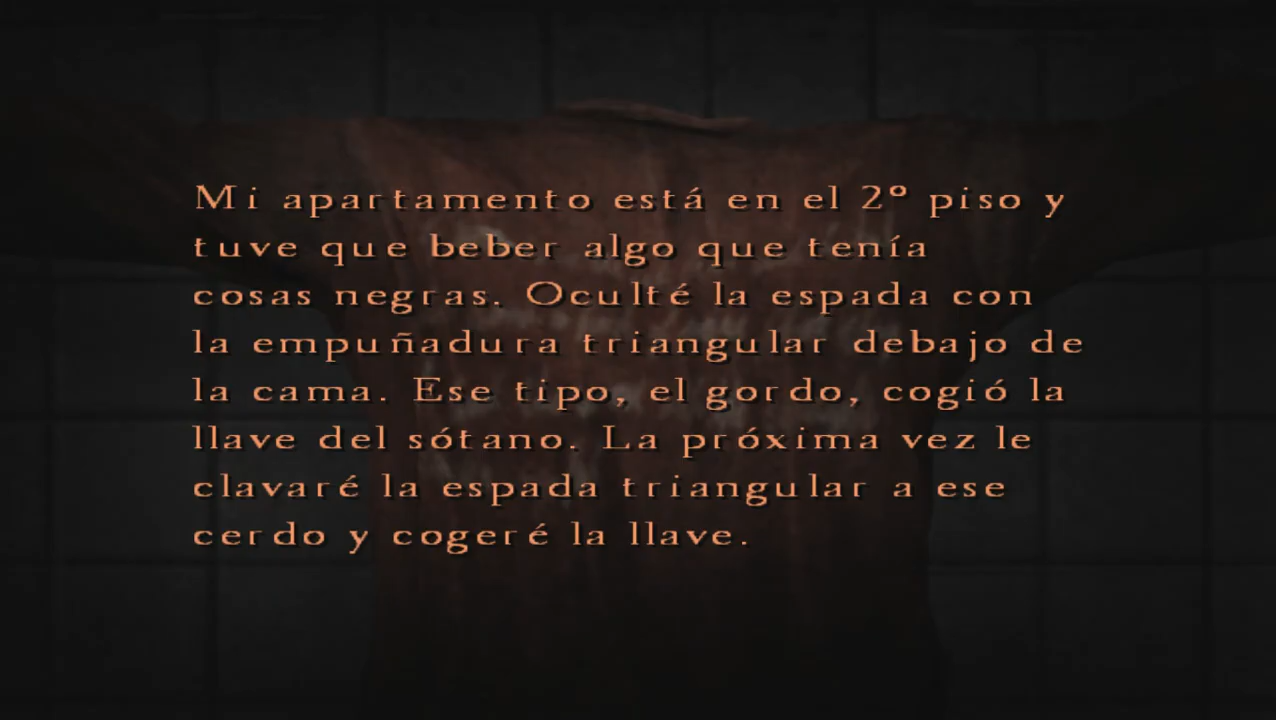 Mi apartamento está en el 2º piso y
tuve que beber algo que tenía
cosas negras. Oculté la espada con
la empuñadura triangular debajo de
la cama. Ese tipo, el gordo, cogió la
llave del sótano. La próxima vez le
clavaré la espada triangular a ese
cerdo y cogeré la llave.